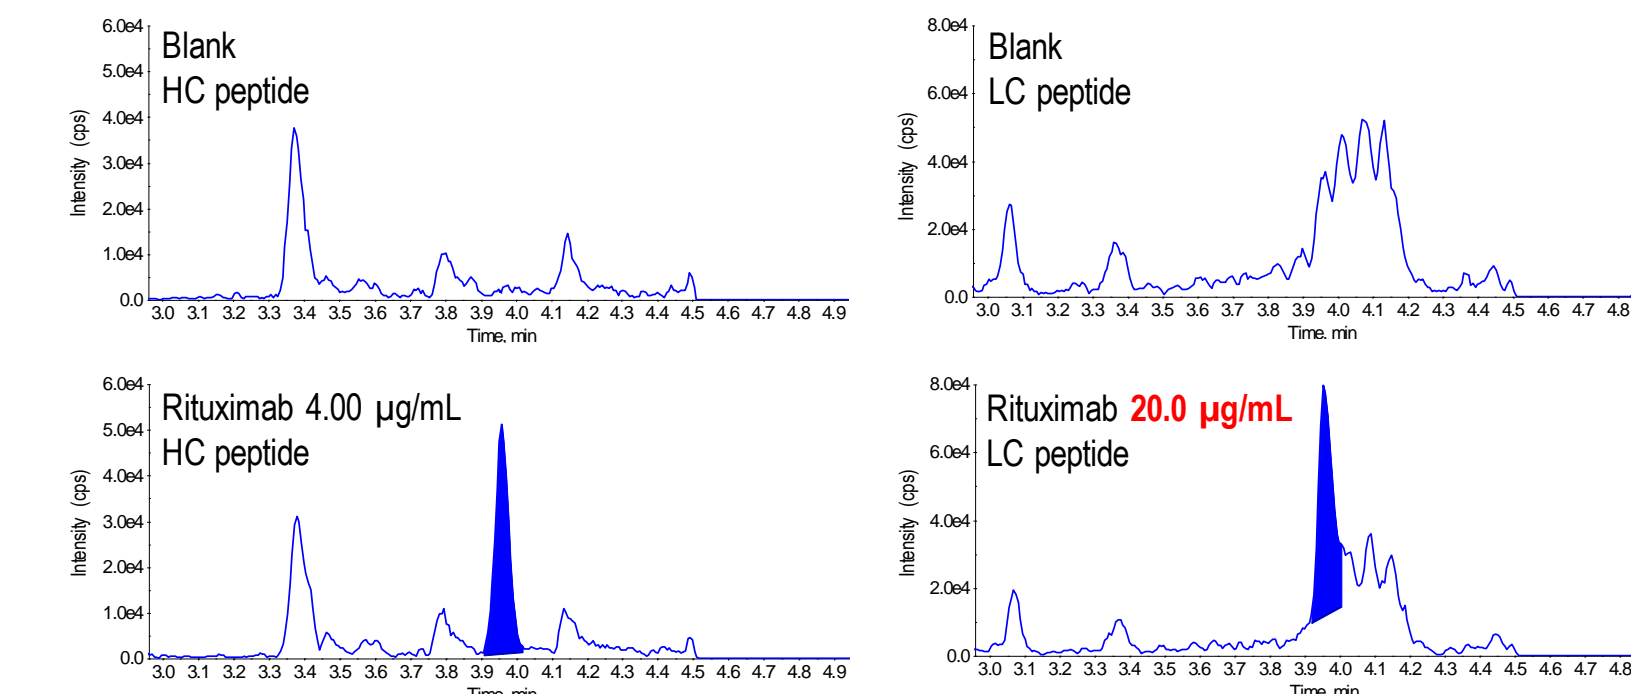 Blank
HC peptide
Intensity (cps)
6.0e4
5.0e4
4.0e4
3.0e4
2.0e4
1.0e4
0.0
3.0 3.1 3.2 3.3 3.4 3.5 3.6 3.7 3.8 3.9 4.0 4.1 4.2 4.3 4.4 4.5 4.6 4.7 4.8 4.9
Time, min
Blank
LC peptide
Intensity (cps)
8.0e4
6.0e4
4.0e4
2.0e4
0.0
3.0 3.1 3.2 3.3 3.4 3.5 3.6 3.7 3.8 3.9 4.0 4.1 4.2 4.3 4.4 4.5 4.6 4.7 4.8
Time, min
Rituximab 4.00 µg/mL
HC peptide
Intensity (cps)
6.0e4
5.0e4
4.0e4
3.0e4
2.0e4
1.0e4
0.0
3.0 3.1 3.2 3.3 3.4 3.5 3.6 3.7 3.8 3.9 4.0 4.1 4.2 4.3 4.4 4.5 4.6 4.7 4.8 4.9
Time, min
Rituximab 20.0 µg/mL
LC peptide
Intensity (cps)
8.0e4
6.0e4
4.0e4
2.0e4
0.0
3.0 3.1 3.2 3.3 3.4 3.5 3.6 3.7 3.8 3.9 4.0 4.1 4.2 4.3 4.4 4.5 4.6 4.7 4.8
Time, min